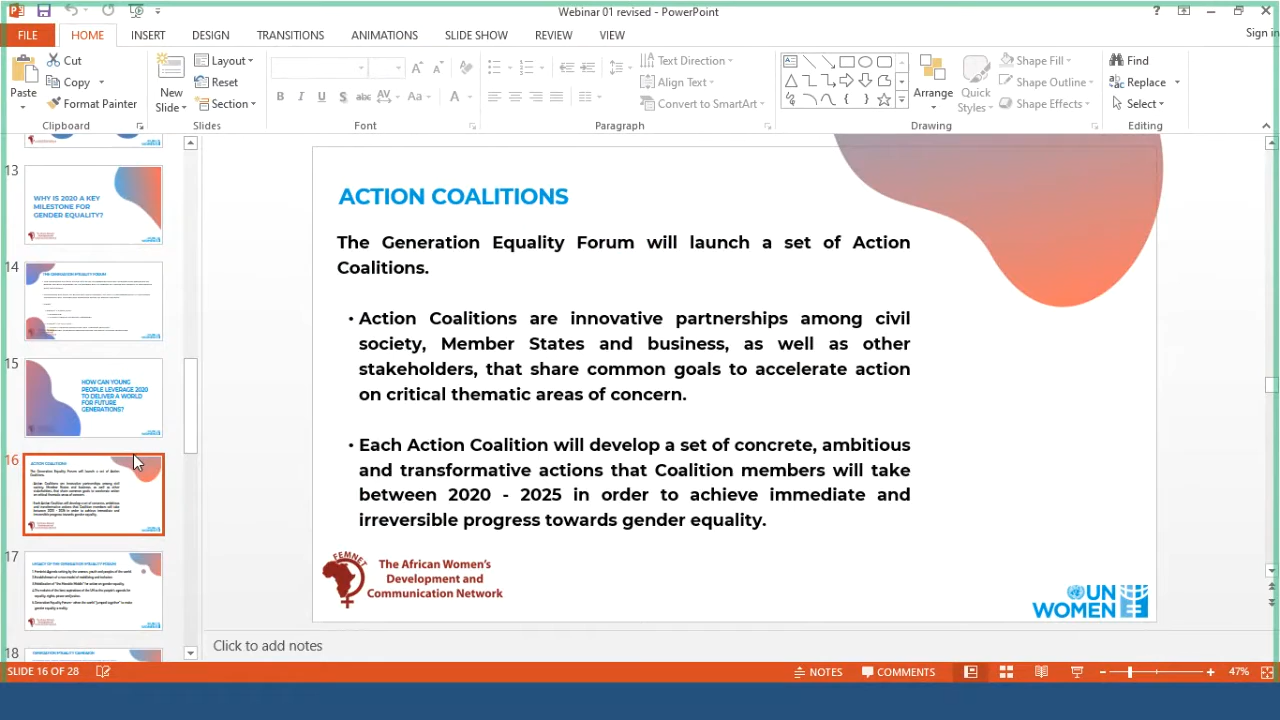 Webinar 01 revised - PowerPoint
?
Sign in
FILE HOME INSERT DESIGN TRANSITIONS ANIMATIONS SLIDE SHOW REVIEW VIEW
Paste
Cut
Copy
Format Painter
Clipboard
New
Slide
Layout
Reset
Section
Slides
B I U S abc AV Aa A
Font
Text Direction
Align Text
Convert to SmartArt
Paragraph
Arrange
Quick
Styles
Shape Fill
Shape Outline
Shape Effects
Drawing
Find
Replace
Select
Editing
13
WHY IS 2020 A KEY
MILESTONE FOR
GENDER EQUALITY?
14
THE GENERATION EQUALITY FORUM
15
HOW CAN YOUNG
PEOPLE LEVERAGE 2020
TO DELIVER A WORLD
FOR FUTURE
GENERATIONS?
16
17
18
ACTION COALITIONS
The Generation Equality Forum will launch a set of Action
Coalitions.
• Action Coalitions are innovative partnerships among civil
society, Member States and business, as well as other
stakeholders, that share common goals to accelerate action
on critical thematic areas of concern.
• Each Action Coalition will develop a set of concrete, ambitious
and transformative actions that Coalition members will take
between 2020 - 2025 in order to achieve immediate and
irreversible progress towards gender equality.
FEMNET
The African Women's
Development and
Communication Network
UN
WOMEN
Click to add notes
SLIDE 16 OF 28
NOTES
COMMENTS
47%